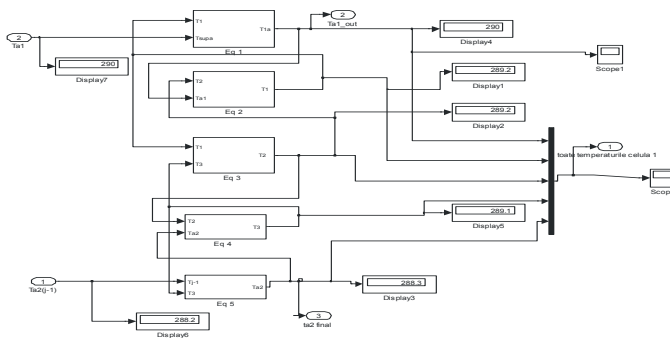 2
Ta1
290
Display7
T1
Tsupa
T1a
Eq 1
2
Ta1_out
290
Display4
Scope1
T2
Ta1
T1
Eq 2
289.2
Display1
289.2
Display2
T1
T3
T2
Eq 3
1
toate temperaturile celula 1
Scop
T2
Ta2
T3
Eq 4
289.1
Display5
1
Ta2(j-1)
Tj-1
T3
Ta2
Eq 5
288.3
Display3
288.2
Display6
3
ta2 final